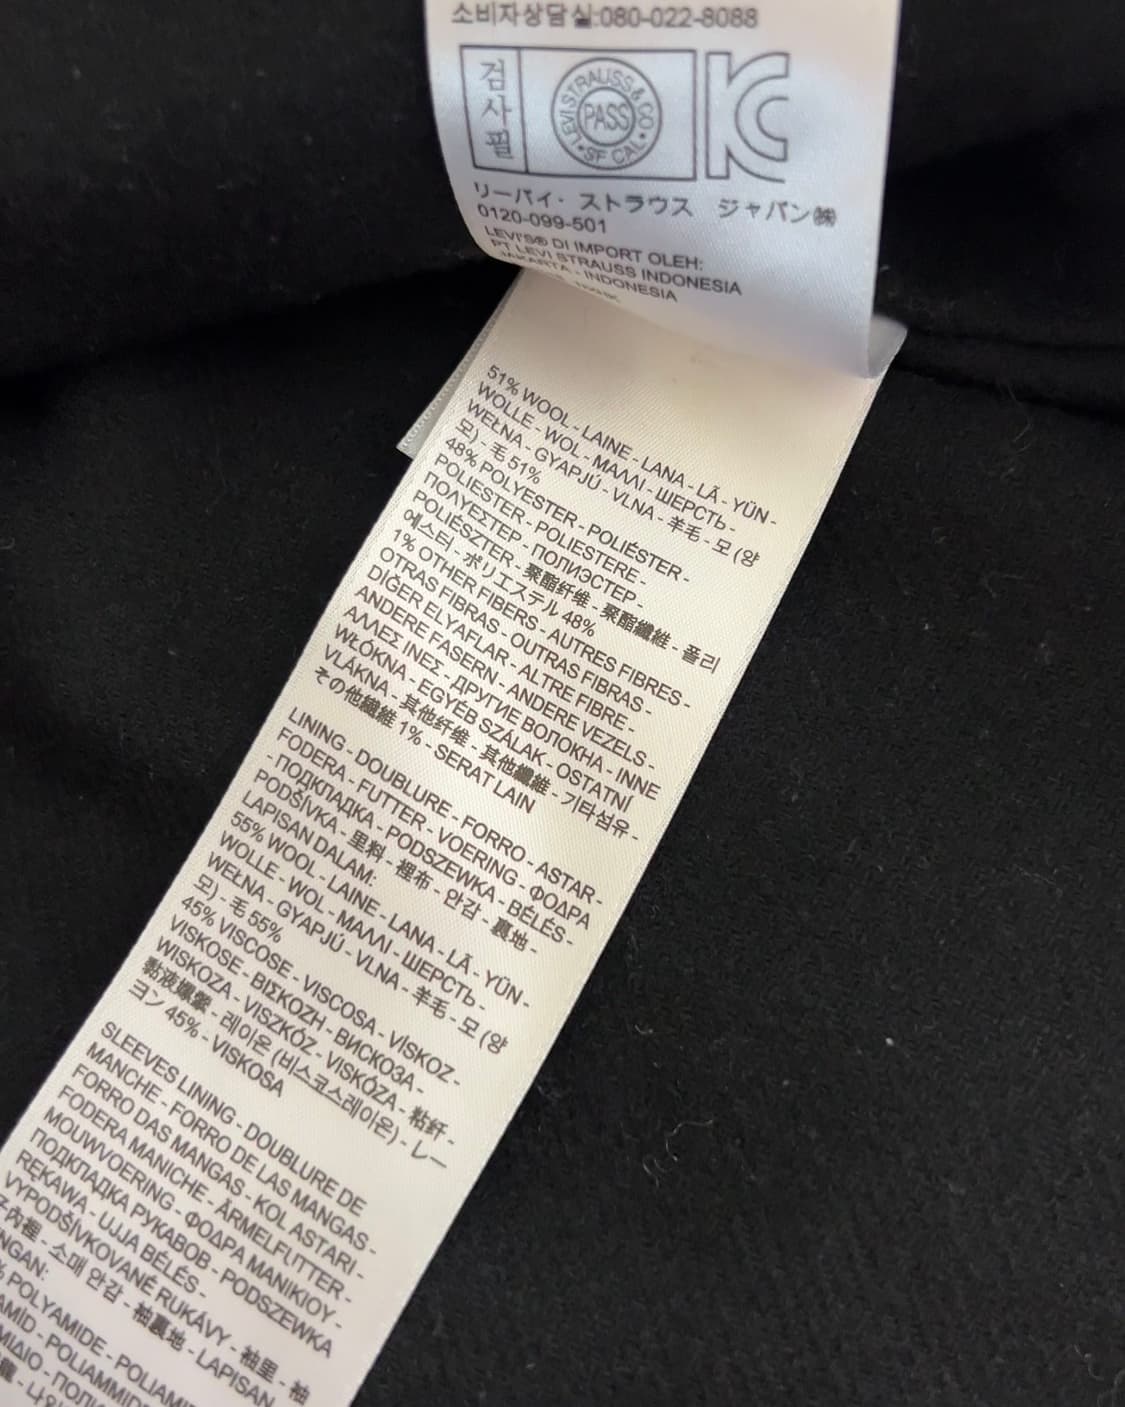 소비자상담실:080-022-8088
검사필
LEVI STRAUSS & CO
PASS
SF CAL
リーバイ・ストラウス ジャパン㈱
0120-099-501
LEVI'S® DI IMPORT OLEH:
PT LEVI STRAUSS INDONESIA
JAKARTA - INDONESIA
51% WOOL - LAINE - LANA - LÃ - YÜN -
WOLLE - WOL - ΜΑΛΛΙ - ШЕРСТЬ -
WEŁNA - GYAPJÚ - VLNA - 羊毛 - 모 (양
모) - 毛 51%
48% POLYESTER - POLIÉSTER -
POLIESTER - POLIESTERE -
ΠΟΛΥΕΣΤΕΡ - ПОЛИЭСТЕР -
POLIÉSZTER - 聚酯纤维 - 聚酯纖維 - 폴리
에스터 - ポリエステル 48%
1% OTHER FIBERS - AUTRES FIBRES -
OTRAS FIBRAS - OUTRAS FIBRAS -
DIĞER ELYAFLAR - ALTRE FIBRE -
ANDERE FASERN - ANDERE VEZELS -
ΑΛΛΕΣ ΙΝΕΣ - ДРУГИЕ ВОЛОКНА - INNE
WŁÓKNA - EGYÉB SZÁLAK - OSTATNÍ
VLÁKNA - 其他纤维 - 其他纖維 - 기타섬유 -
その他繊維 1% - SERAT LAIN
LINING - DOUBLURE - FORRO - ASTAR -
FODERA - FUTTER - VOERING - ΦΟΔΡΑ
- ПОДКЛАДКА - PODSZEWKA - BÉLÉS -
PODŠÍVKA - 里料 - 裡布 - 안감 - 裏地 -
LAPISAN DALAM:
55% WOOL - LAINE - LANA - LÃ - YÜN -
WOLLE - WOL - ΜΑΛΛΙ - ШЕРСТЬ -
WEŁNA - GYAPJÚ - VLNA - 羊毛 - 모 (양
모) - 毛 55%
45% VISCOSE - VISCOSA - VİSKOZ -
VISKOSE - ΒΙΣΚΟΖΗ - ВИСКОЗА -
WISKOZA - VISZKÓZ - VISKÓZA - 粘纤 -
黏液纖 - 레이온 (비스코스레이온) - レー
ヨン 45% - VISKOSA
SLEEVES LINING - DOUBLURE DE
MANCHE - FORRO DE LAS MANGAS -
FORRO DAS MANGAS - KOL ASTARI -
FODERA MANICHE - ÄRMELFUTTER -
MOUWVOERING - ΦΟΔΡΑ ΜΑΝΙΚΙΟΥ -
ПОДКЛАДКА РУКАВОВ - PODSZEWKA
RĘKAWA - UJJA BÉLÉS -
VYPODŠÍVKOVANÉ RUKÁVY - 袖里 - 袖
子內裡 - 소매 안감 - 袖裏地 - LAPISAN
NGAN:
% POLYAMIDE - POLIAMI
AMİD - POLIAMMID